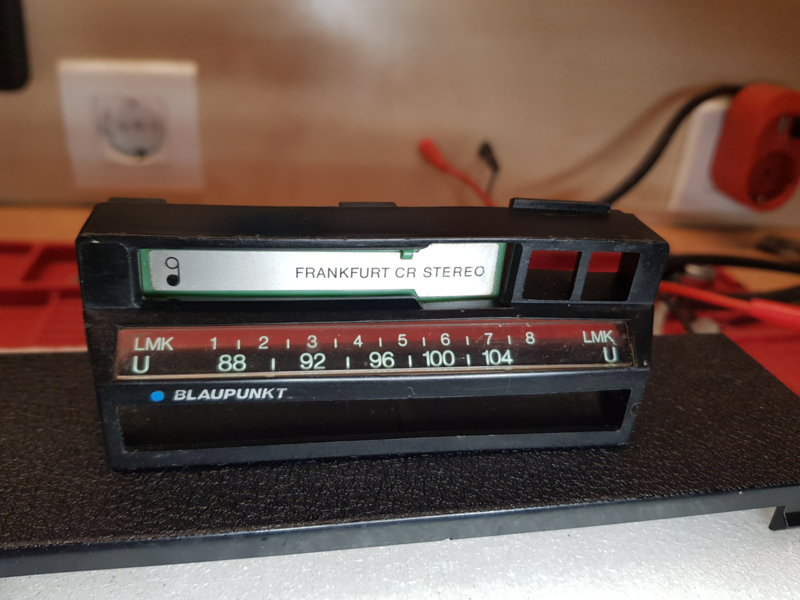 FRANKFURT CR STEREO
LMK 1 2 3 4 5 6 7 8 LMK
U 88 92 96 100 104 U
BLAUPUNKT